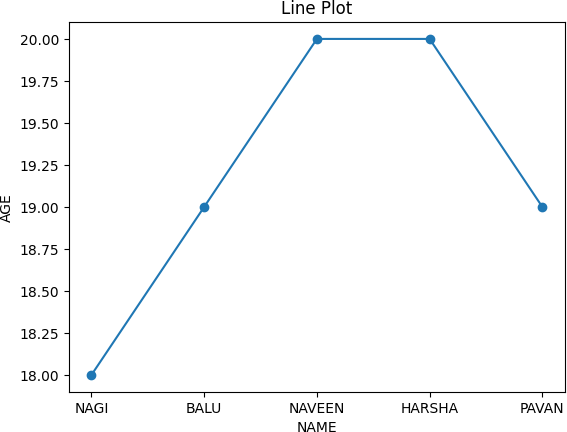 Line Plot
AGE
20.00
19.75
19.50
19.25
19.00
18.75
18.50
18.25
18.00
NAGI BALU NAVEEN HARSHA PAVAN
NAME